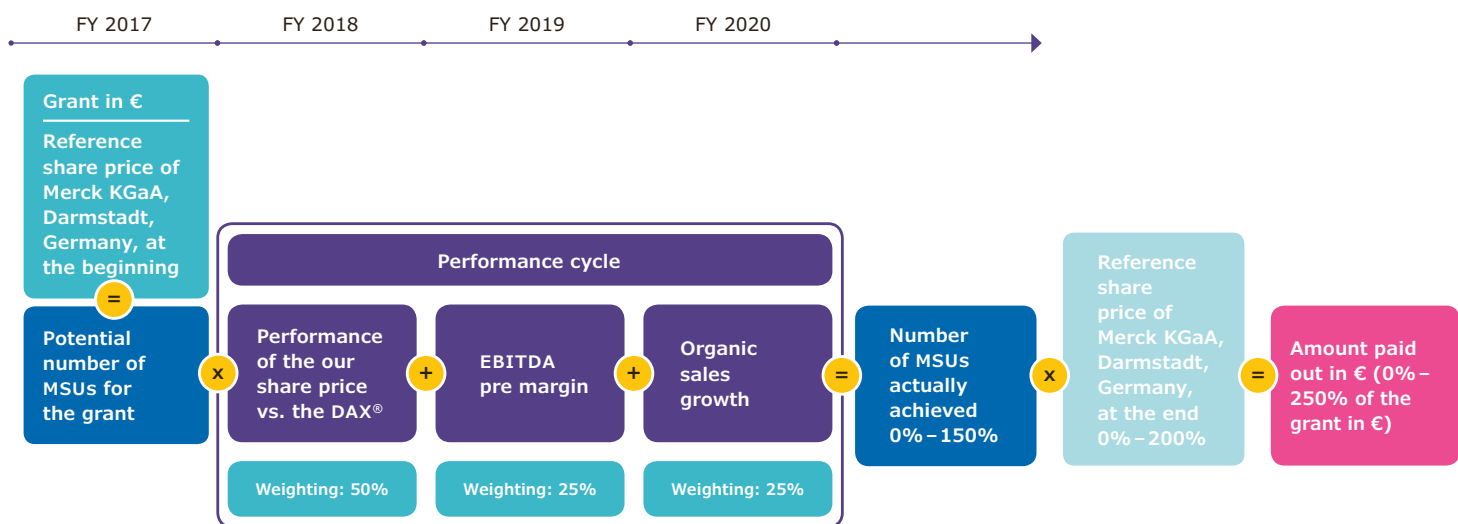 FY 2017
FY 2018
FY 2019
FY 2020
Grant in €
Reference
share price of
Merck KGaA,
Darmstadt,
Germany, at
the beginning
=
Potential
number of
MSUs for
the grant
x
Performance cycle
Performance
of the our
share price
vs. the DAX®
+
EBITDA
pre margin
+
Organic
sales
growth
Weighting: 50%
Weighting: 25%
Weighting: 25%
=
Number
of MSUs
actually
achieved
0%–150%
x
Reference
share
price of
Merck KGaA,
Darmstadt,
Germany,
at the end
0%–200%
=
Amount paid
out in € (0%–
250% of the
grant in €)